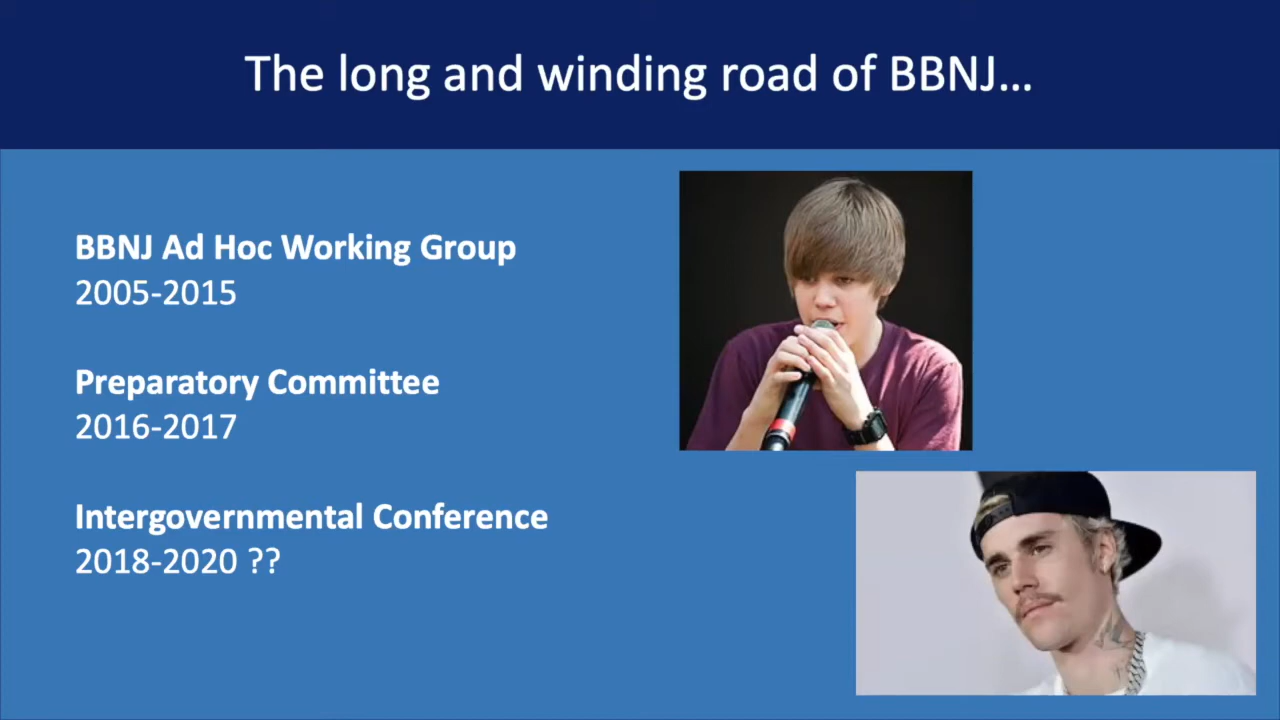 The long and winding road of BBNJ...
BBNJ Ad Hoc Working Group
2005-2015
Preparatory Committee
2016-2017
Intergovernmental Conference
2018-2020 ??